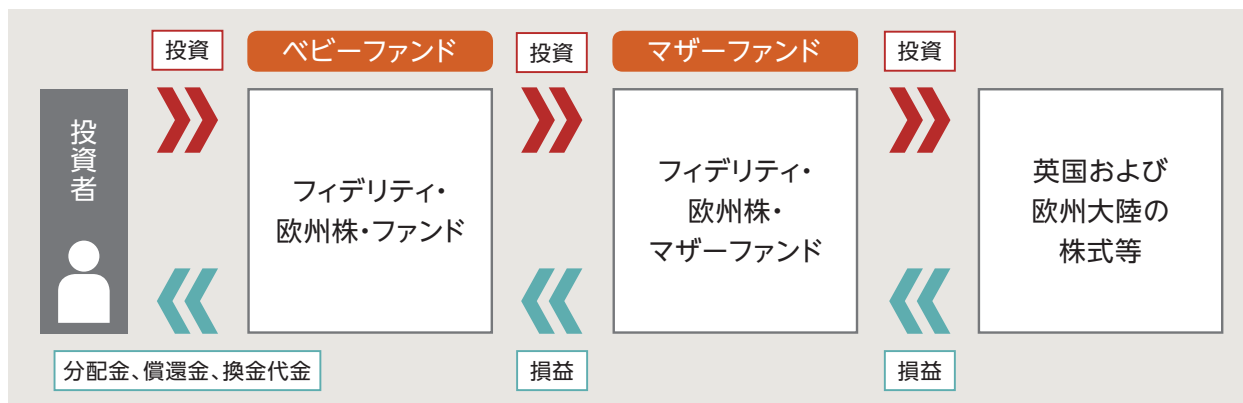 投資
ベビーファンド
投資
マザーファンド
投資
投資者
フィデリティ・
欧州株・ファンド
フィデリティ・
欧州株・
マザーファンド
英国および
欧州大陸の
株式等
分配金、償還金、換金代金
損益
損益